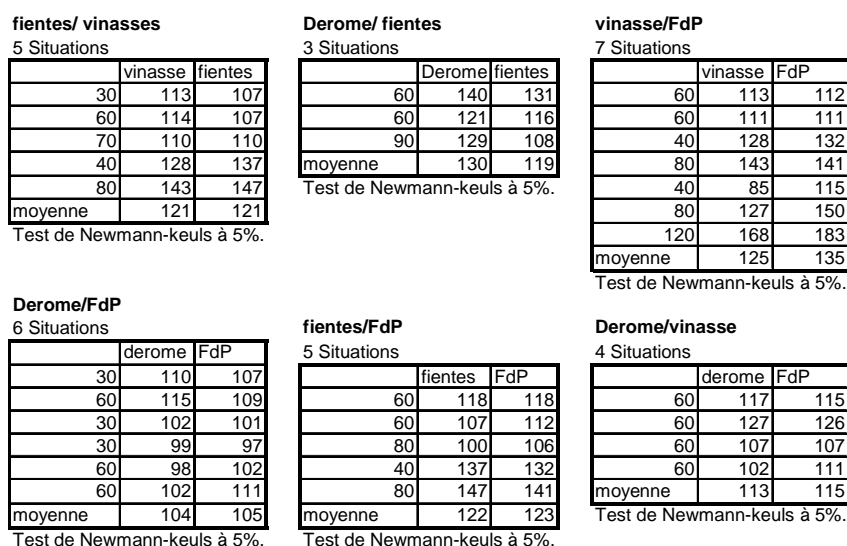 fientes/ vinasses
5 Situations
vinasse fientes
30 113 107
60 114 107
70 110 110
40 128 137
80 143 147
moyenne 121 121
Test de Newmann-keuls à 5%.
Derome/ fientes
3 Situations
Derome fientes
60 140 131
60 121 116
90 129 108
moyenne 130 119
Test de Newmann-keuls à 5%.
vinasse/FdP
7 Situations
vinasse FdP
60 113 112
60 111 111
40 128 132
80 143 141
40 85 115
80 127 150
120 168 183
moyenne 125 135
Test de Newmann-keuls à 5%.
Derome/FdP
6 Situations
derome FdP
30 110 107
60 115 109
30 102 101
30 99 97
60 98 102
60 102 111
moyenne 104 105
Test de Newmann-keuls à 5%.
fientes/FdP
5 Situations
fientes FdP
60 118 118
60 107 112
80 100 106
40 137 132
80 147 141
moyenne 122 123
Test de Newmann-keuls à 5%.
Derome/vinasse
4 Situations
derome FdP
60 117 115
60 127 126
60 107 107
60 102 111
moyenne 113 115
Test de Newmann-keuls à 5%.